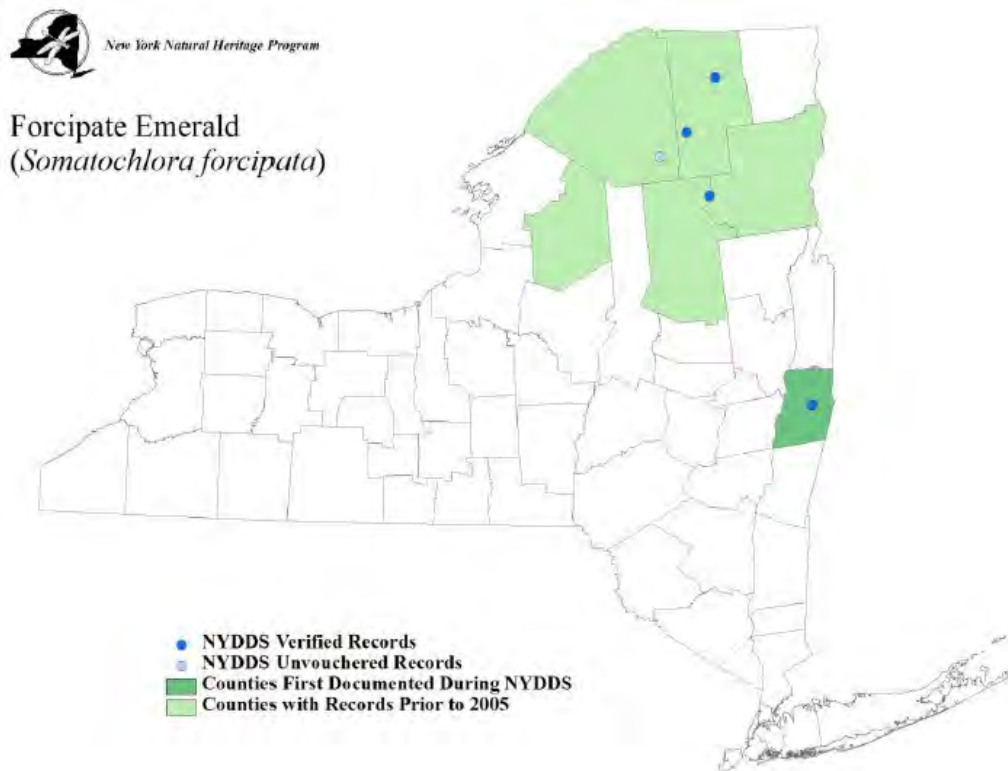 New York Natural Heritage Program
Forcipate Emerald
(Somatochlora forcipata)
NYDDS Verified Records
NYDDS Unvouchered Records
Counties First Documented During NYDDS
Counties with Records Prior to 2005